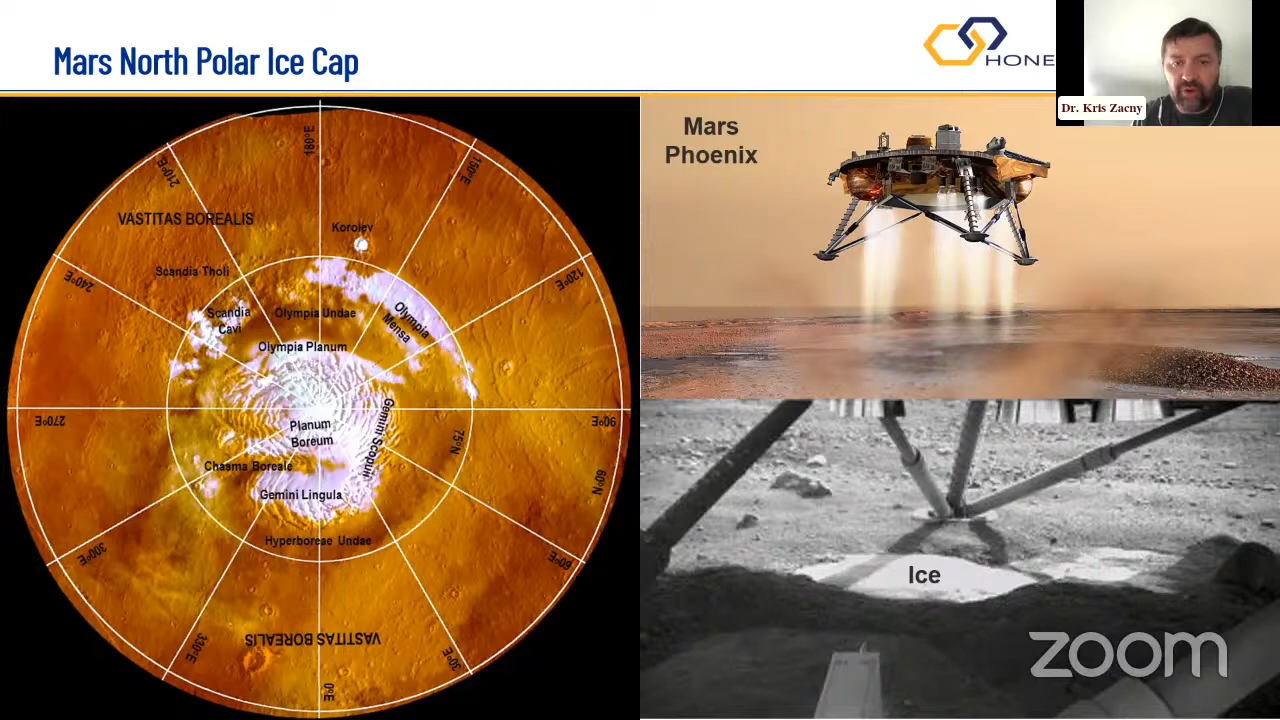 Mars North Polar Ice Cap
HONE
Dr. Kris Zacny
Mars
Phoenix
180°E
210°E
150°E
VASTITAS BOREALIS
Korolev
240°E
Scandia Tholi
120°E
Scandia
Cavi
Olympia Undae
Olympia
Mensa
Olympia Planum
270°E
90°E
Planum
Boreum
Gemini Scopuli
75°N
Chasma Boreale
60°N
Gemini Lingula
Hyperboreae Undae
300°E
60°E
VASTITAS BOREALIS
330°E
30°E
0°E
Ice
zoom